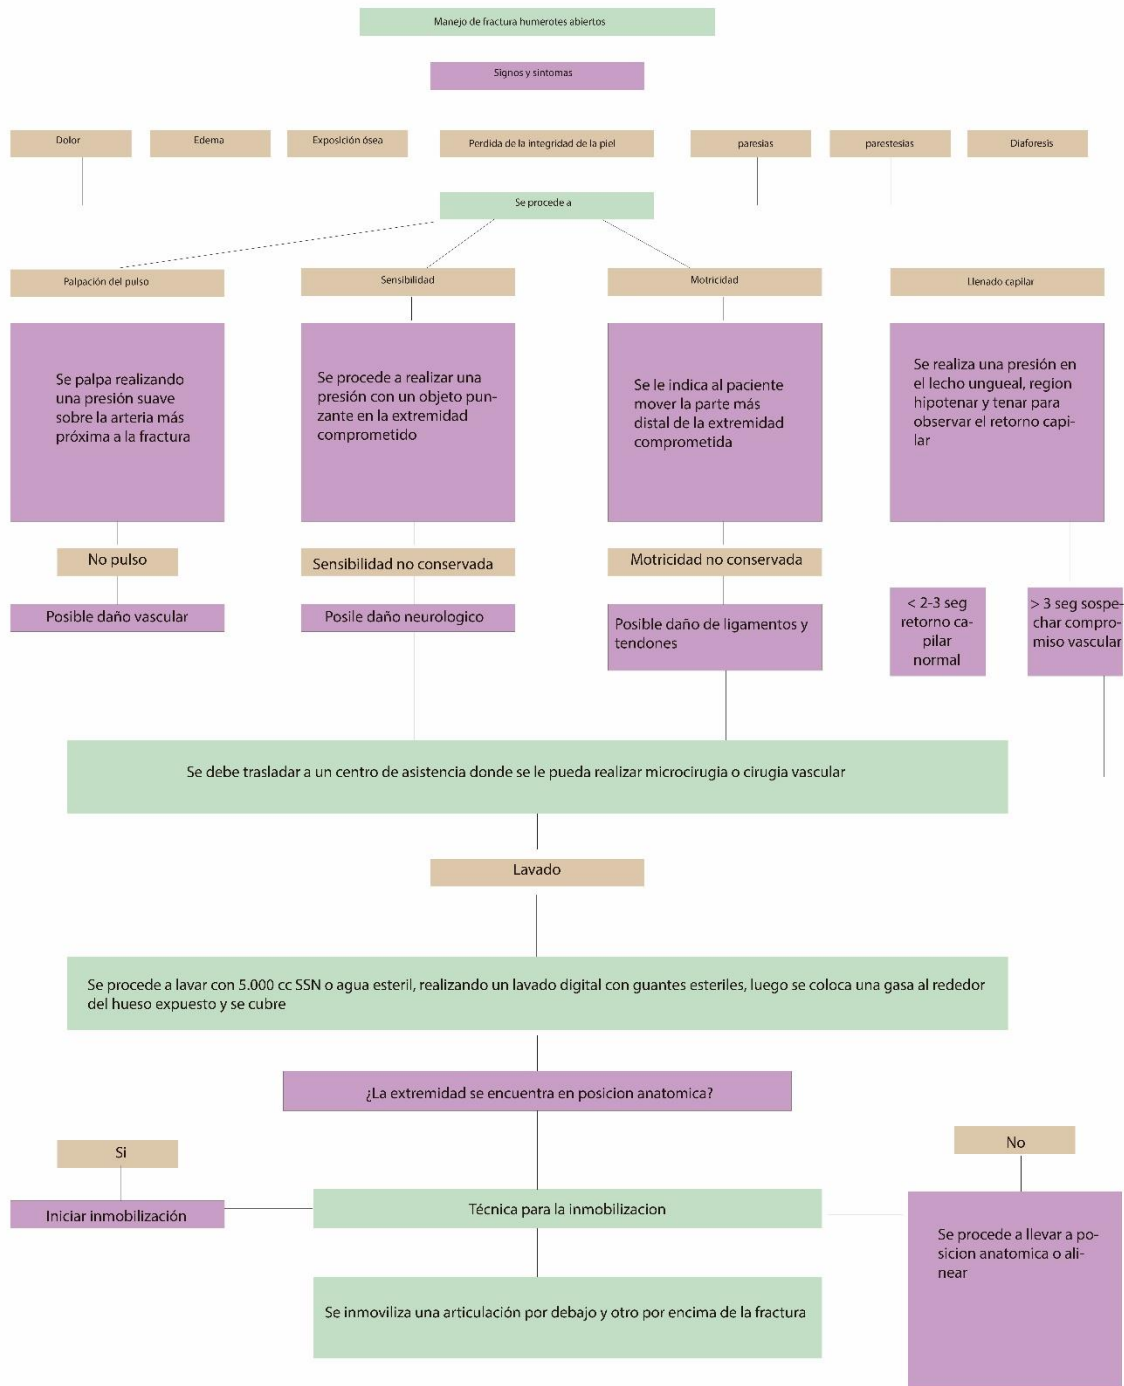 Manejo de fractura humerotes abiertos
Signos y sintomas
Dolor
Edema
Exposición ósea
Perdida de la integridad de la piel
paresias
parestesias
Diaforesis
Se procede a
Palpación del pulso
Sensibilidad
Motricidad
Llenado capilar
Se palpa realizando
una presión suave
sobre la arteria más
próxima a la fractura
Se procede a realizar una
presión con un objeto pun-
zante en la extremidad
comprometido
Se le indica al paciente
mover la parte más
distal de la extremidad
comprometida
Se realiza una presión en
el lecho ungueal, region
hipotenar y tenar para
observar el retorno capi-
lar
No pulso
Sensibilidad no conservada
Motricidad no conservada
Posible daño vascular
Posile daño neurologico
Posible daño de ligamentos y
tendones
< 2-3 seg
retorno ca-
pilar
normal
> 3 seg sospe-
char compro-
miso vascular
Se debe trasladar a un centro de asistencia donde se le pueda realizar microcirugia o cirugia vascular
Lavado
Se procede a lavar con 5.000 cc SSN o agua esteril, realizando un lavado digital con guantes esteriles, luego se coloca una gasa al rededor
del hueso expuesto y se cubre
¿La extremidad se encuentra en posicion anatomica?
Si
No
Iniciar inmobilización
Técnica para la inmobilizacion
Se procede a llevar a po-
sicion anatomica o ali-
near
Se inmoviliza una articulación por debajo y otro por encima de la fractura